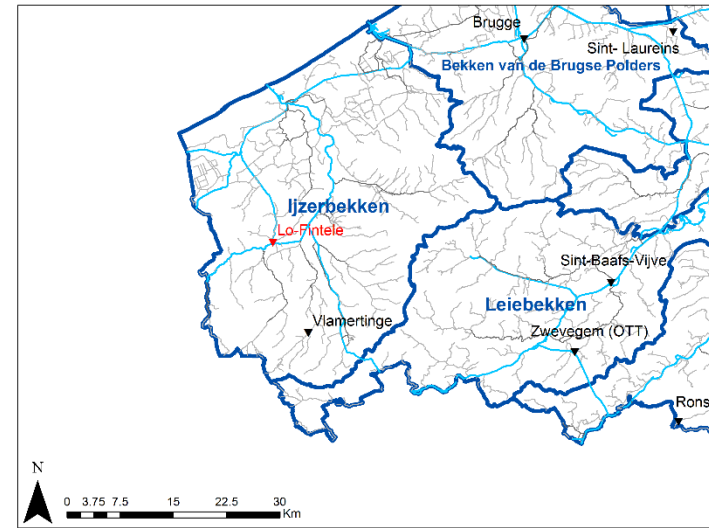 Brugge
Sint- Laureins
Bekken van de Brugse Polders
Ijzerbekken
Lo-Fintele
Sint-Baafs-Vijve
Leiebekken
Vlamertinge
Zwevegem (OTT)
Rons
N
0 3.75 7.5 15 22.5 30
Km